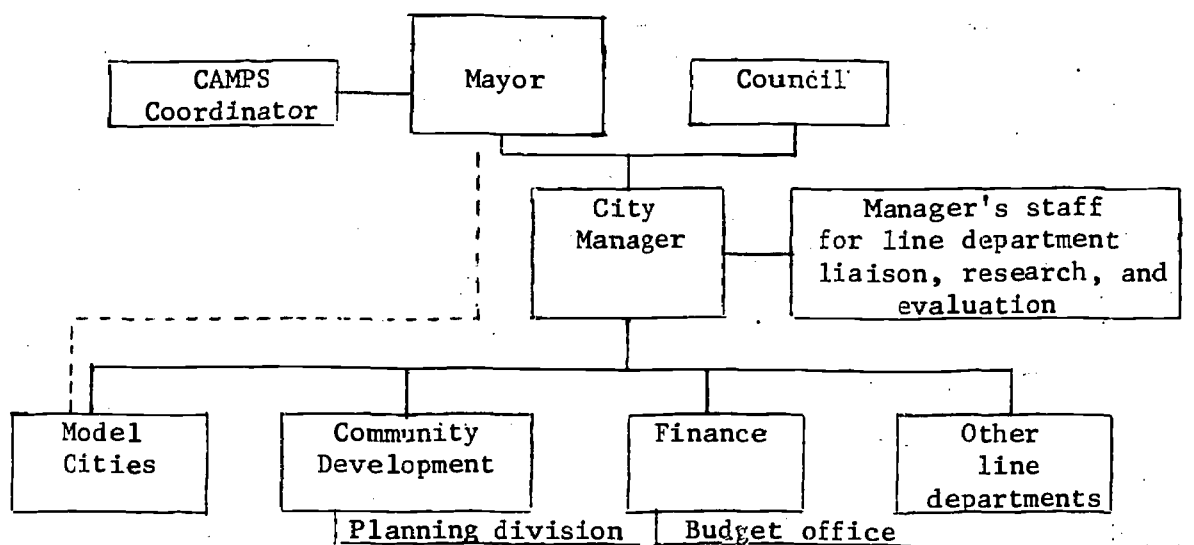 CAMPS
Coordinator
Mayor
Council
City
Manager
Manager's staff
for line department
liaison, research, and
evaluation
Model
Cities
Community
Development
Finance
Other
line
departments
Planning division
Budget office